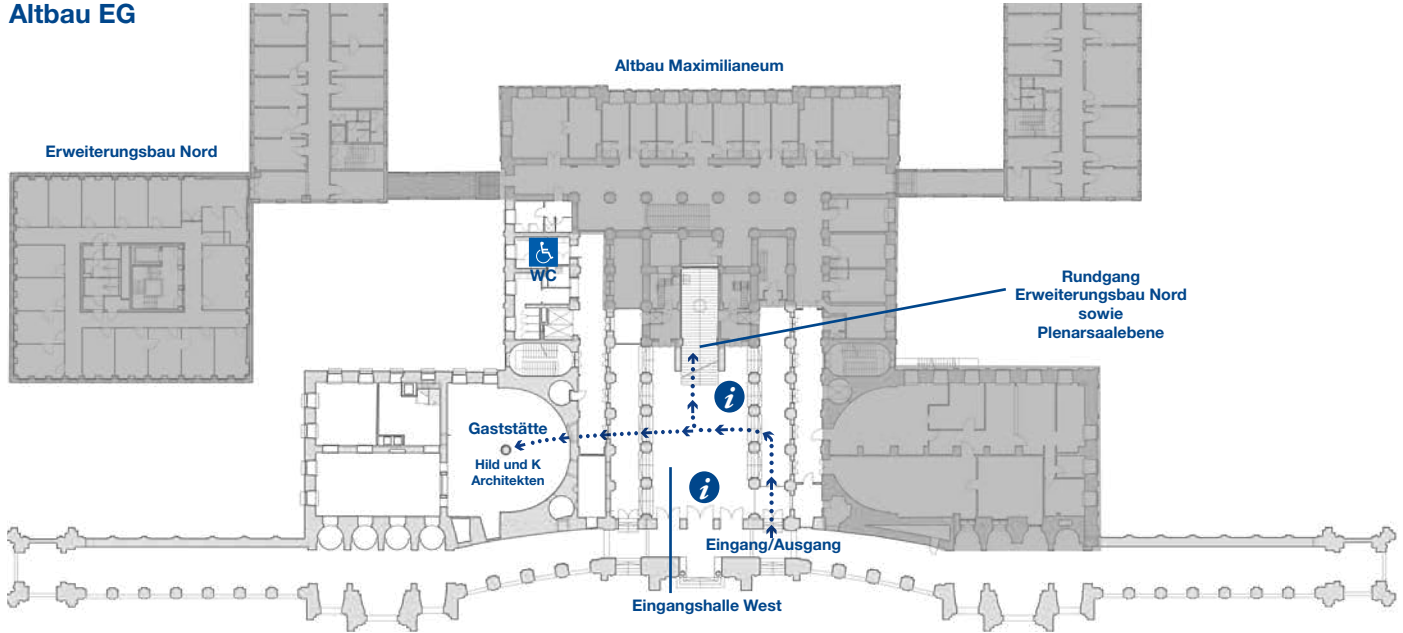 Altbau EG
Altbau Maximilianeum
Erweiterungsbau Nord
WC
Rundgang
Erweiterungsbau Nord
sowie
Plenarsaalebene
i
Gaststätte
Hild und K
Architekten
i
Eingang/Ausgang
Eingangshalle West